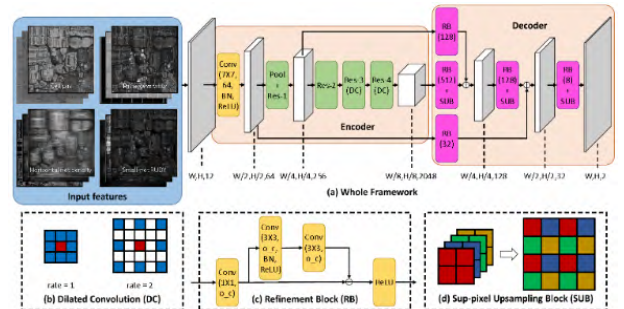 Decoder
RB
(128)
Conv
(7X7,
64,
BN,
ReLU)
Pool
+
Res-1
Res-2
Res-3
(DC)
Res-4
(DC)
RB
(512)
+
SUB
RB
(128)
+
SUB
RB
(8)
+
SUB
Encoder
RB
(32)
Input features
W,H,12
W/2,H/2,64
W/4,H/4,256
W/8,H/8,2048
W/4,H/4,128
W/2,H/2,32
W,H,2
(a) Whole Framework
Conv
(3X3,
BN,
ReLU)
Conv
(3X3,
o_c)
Conv
(1X1,
o_c)
ReLU
rate = 1
rate = 2
(b) Dilated Convolution (DC)
(c) Refinement Block (RB)
(d) Sup-pixel Upsampling Block (SUB)